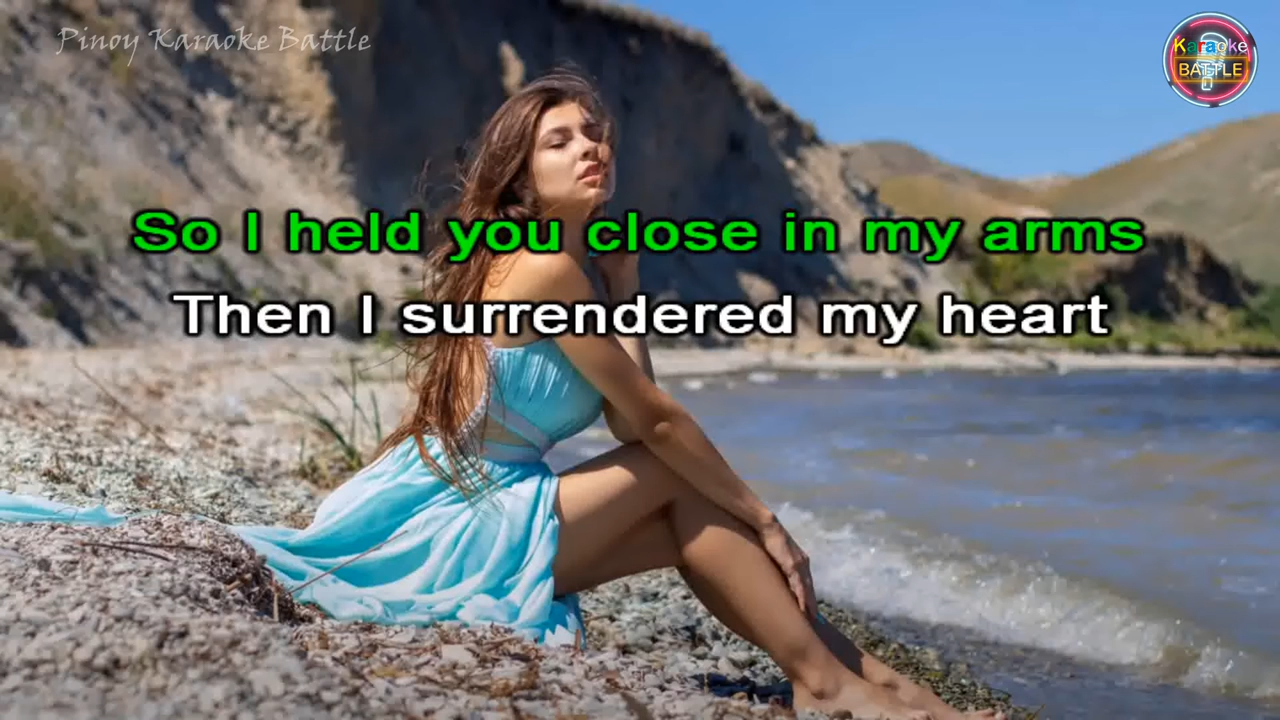 Pinoy Karaoke Battle
Karaoke
BATTLE
So I held you close in my arms
Then I surrendered my heart